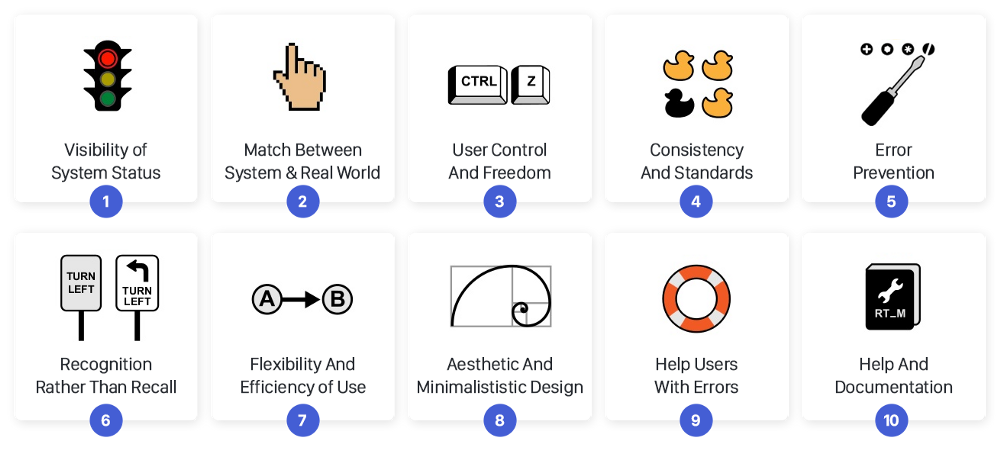 CTRL
Z
Visibility of
System Status
1
Match Between
System & Real World
2
User Control
And Freedom
3
Consistency
And Standards
4
Error
Prevention
5
TURN
LEFT
TURN
LEFT
Recognition
Rather Than Recall
6
A
B
Flexibility And
Efficiency of Use
7
Aesthetic And
Minimalististic Design
8
Help Users
With Errors
9
RT_M
Help And
Documentation
10